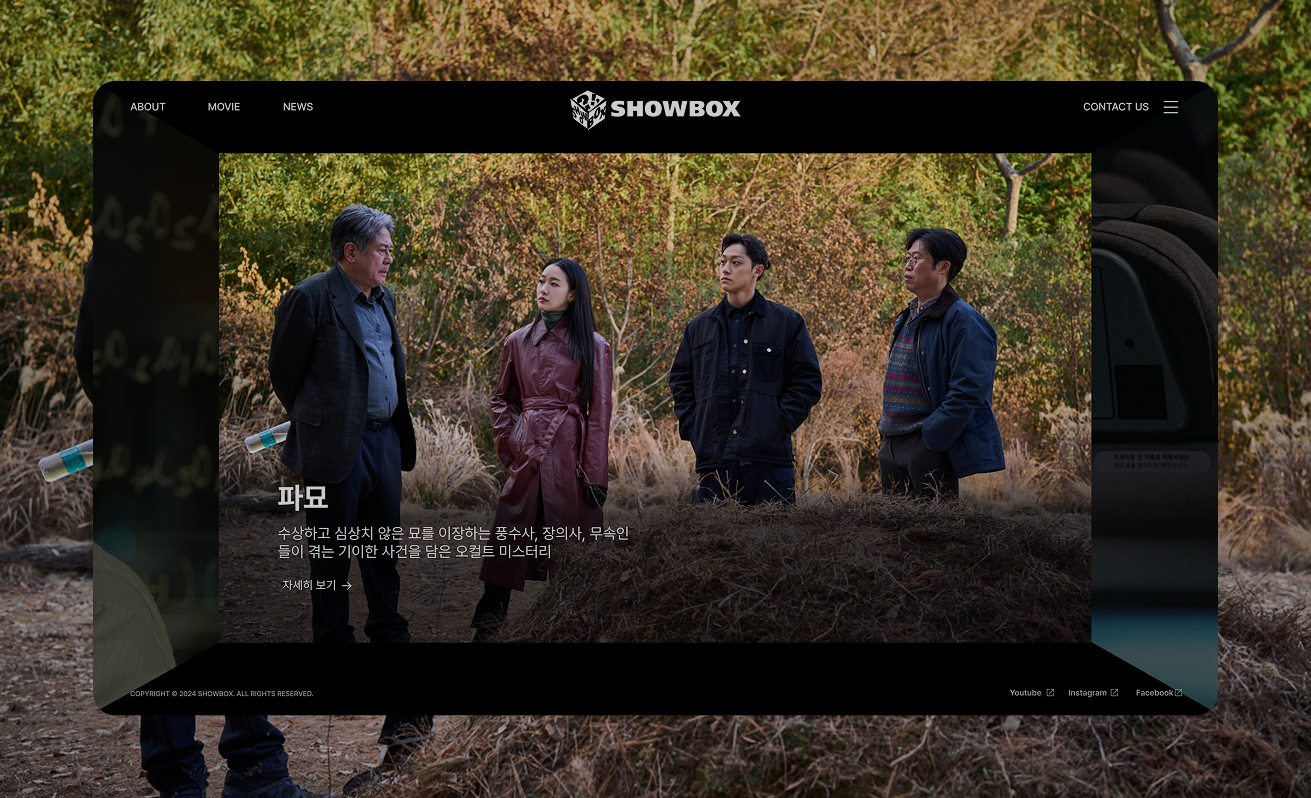 ABOUT
MOVIE
NEWS
SHOWBOX
CONTACT US
파묘
수상하고 심상치 않은 묘를 이장하는 풍수사, 장의사, 무속인
들이 겪는 기이한 사건을 담은 오컬트 미스터리
자세히 보기 →
COPYRIGHT © 2024 SHOWBOX. ALL RIGHTS RESERVED.
Youtube
Instagram
Facebook